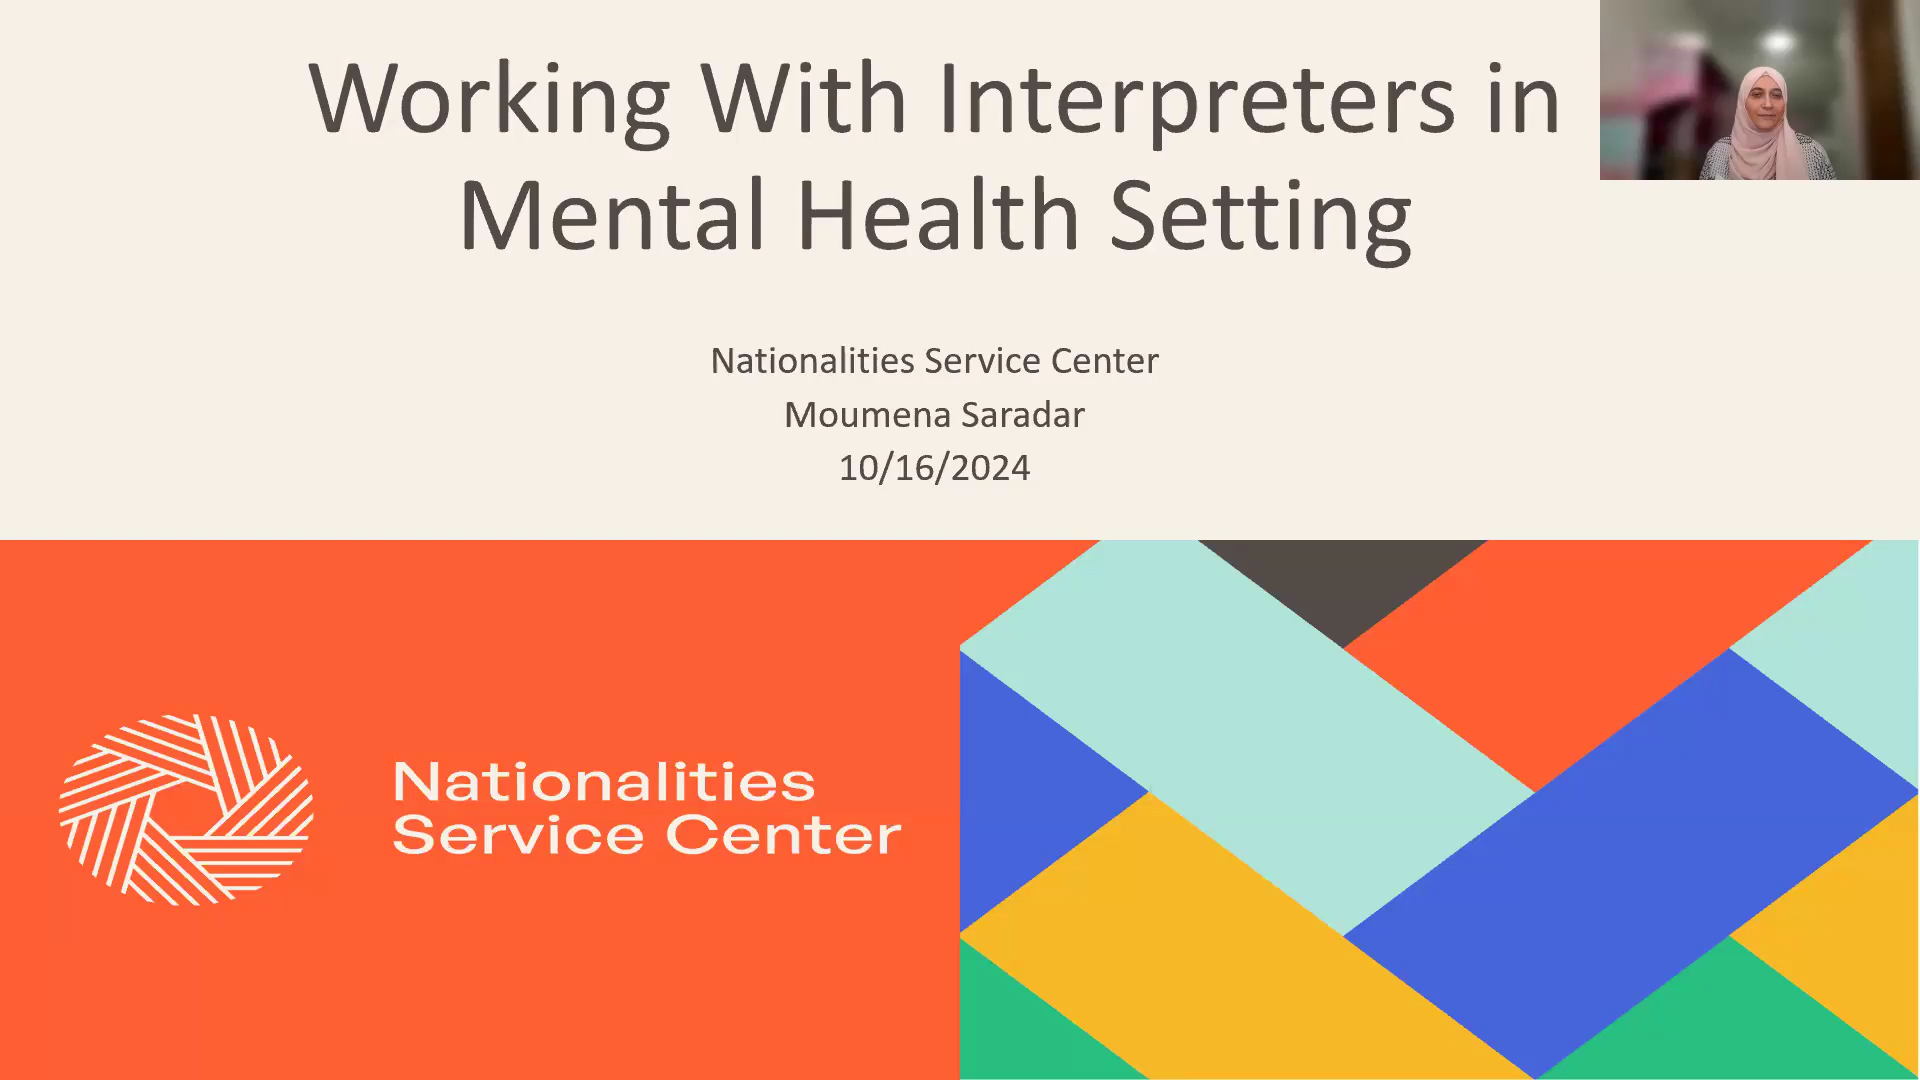 Working With Interpreters in
Mental Health Setting
Nationalities Service Center
Moumena Saradar
10/16/2024
Nationalities
Service Center